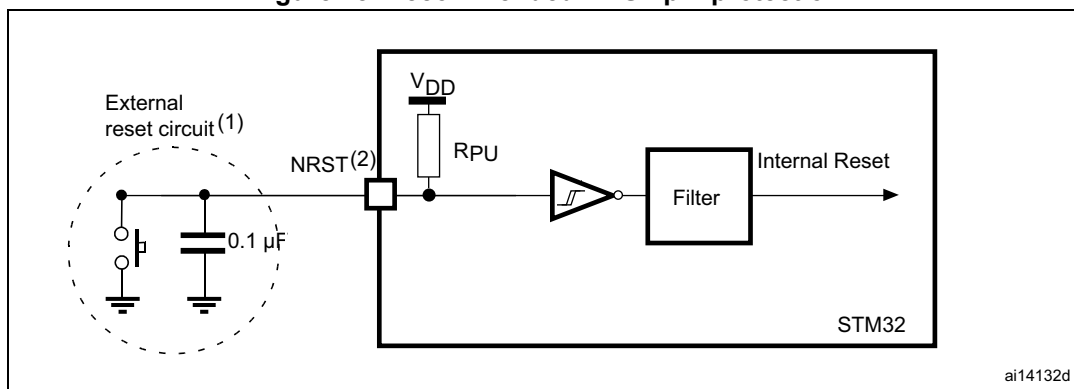 VDD
External
reset circuit(1)
NRST(2)
RPU
Internal Reset
Filter
0.1 µF
STM32
ai14132d